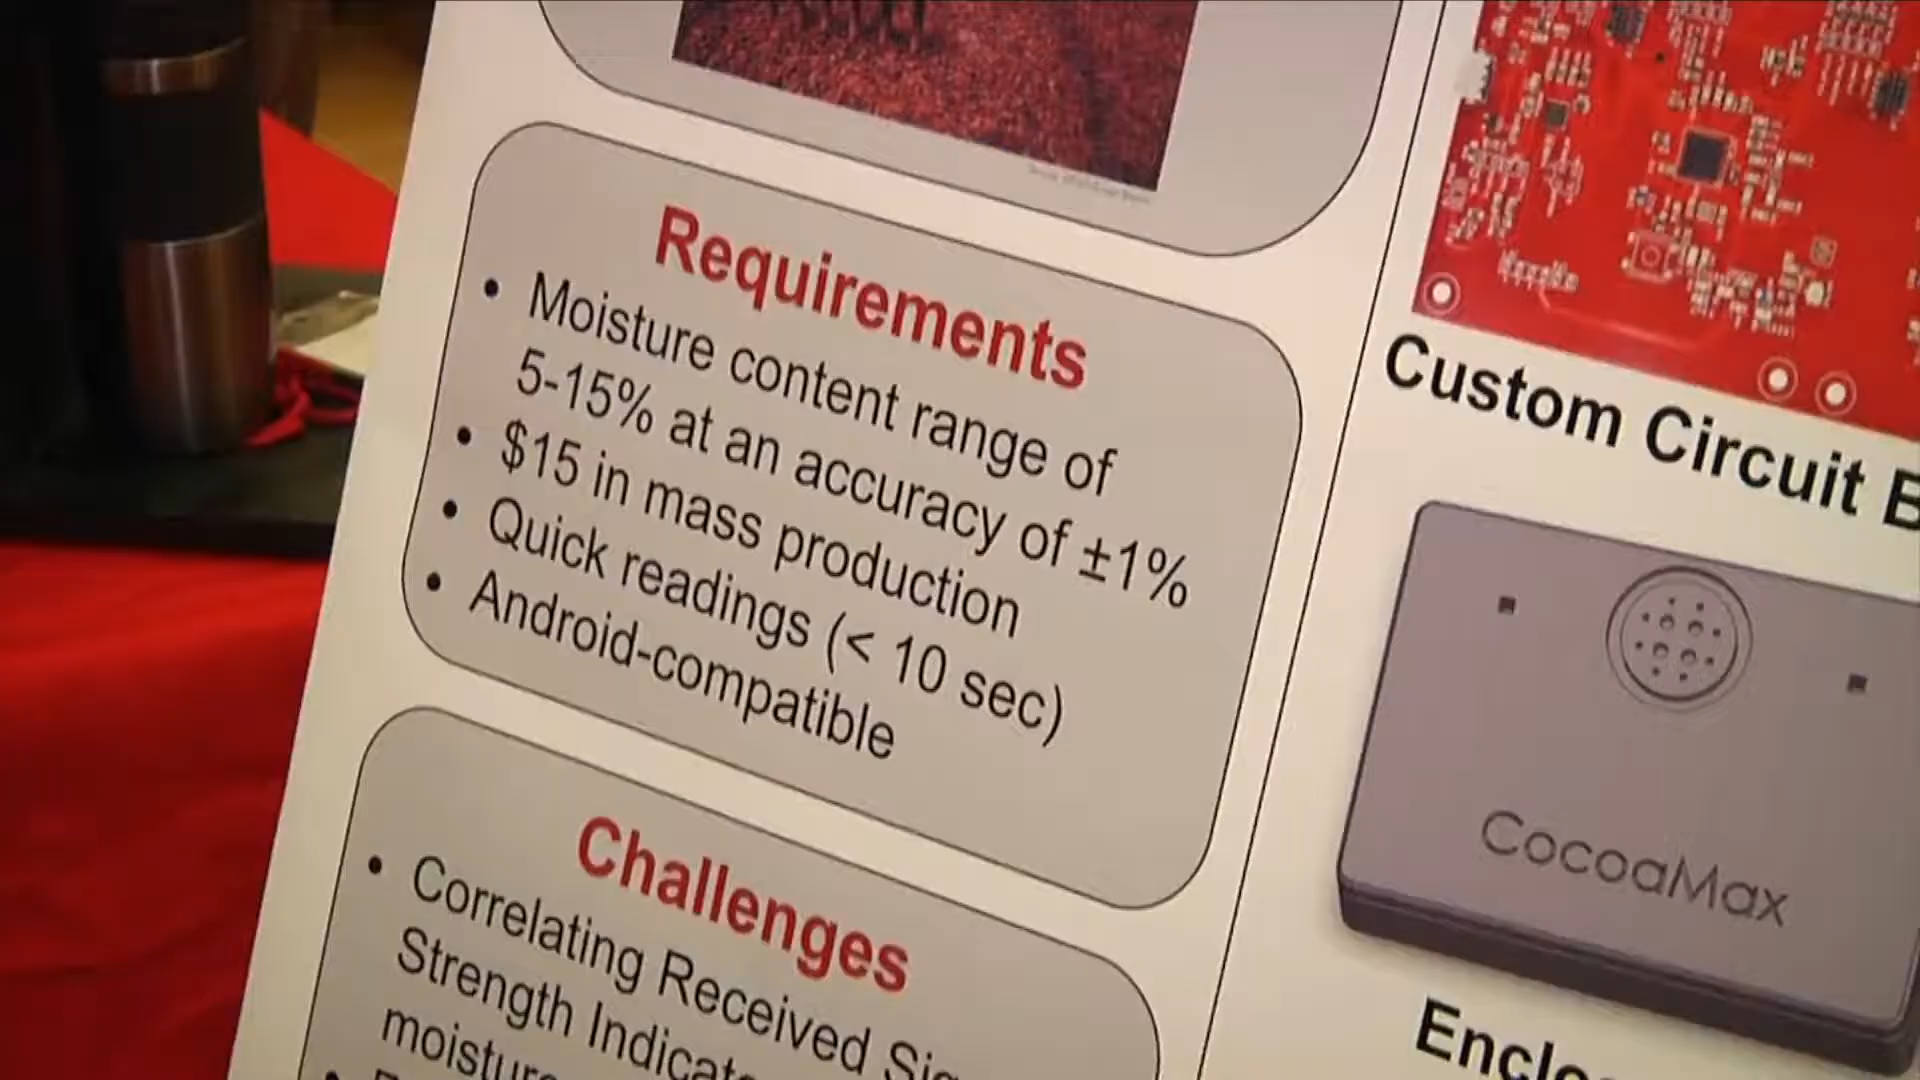 Requirements
• Moisture content range of
5-15% at an accuracy of ±1%
• $15 in mass production
• Quick readings (< 10 sec)
• Android-compatible
Challenges
• Correlating Received
Strength
Custom Circuit
CocoaMax